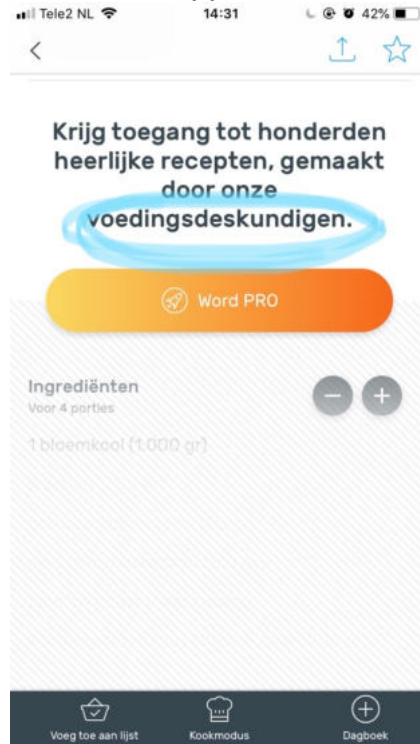 Tele2 NL 14:31 42%
Krijg toegang tot honderden
heerlijke recepten, gemaakt
door onze
voedingsdeskundigen.
Word PRO
Ingrediënten
Voor 4 porties
1 bloemkool (1.000 gr)
Voeg toe aan lijst Kookmodus Dagboek